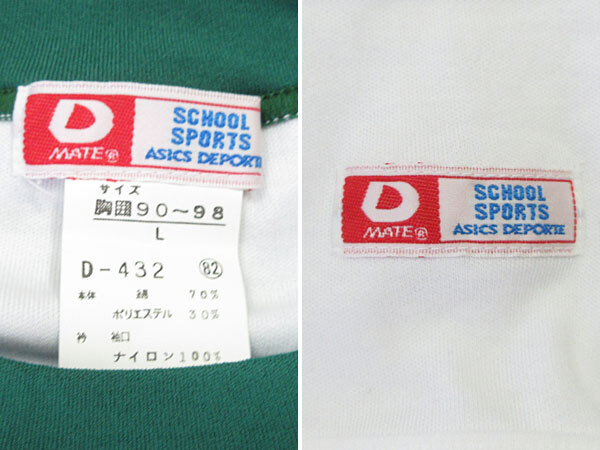 D
MATE®
SCHOOL
SPORTS
ASICS DEPORTE
サイズ
胸囲90~98
L
D-432 82
本体 綿 70%
ポリエステル 30%
衿 袖口
ナイロン100%
D
MATE®
SCHOOL
SPORTS
ASICS DEPORTE